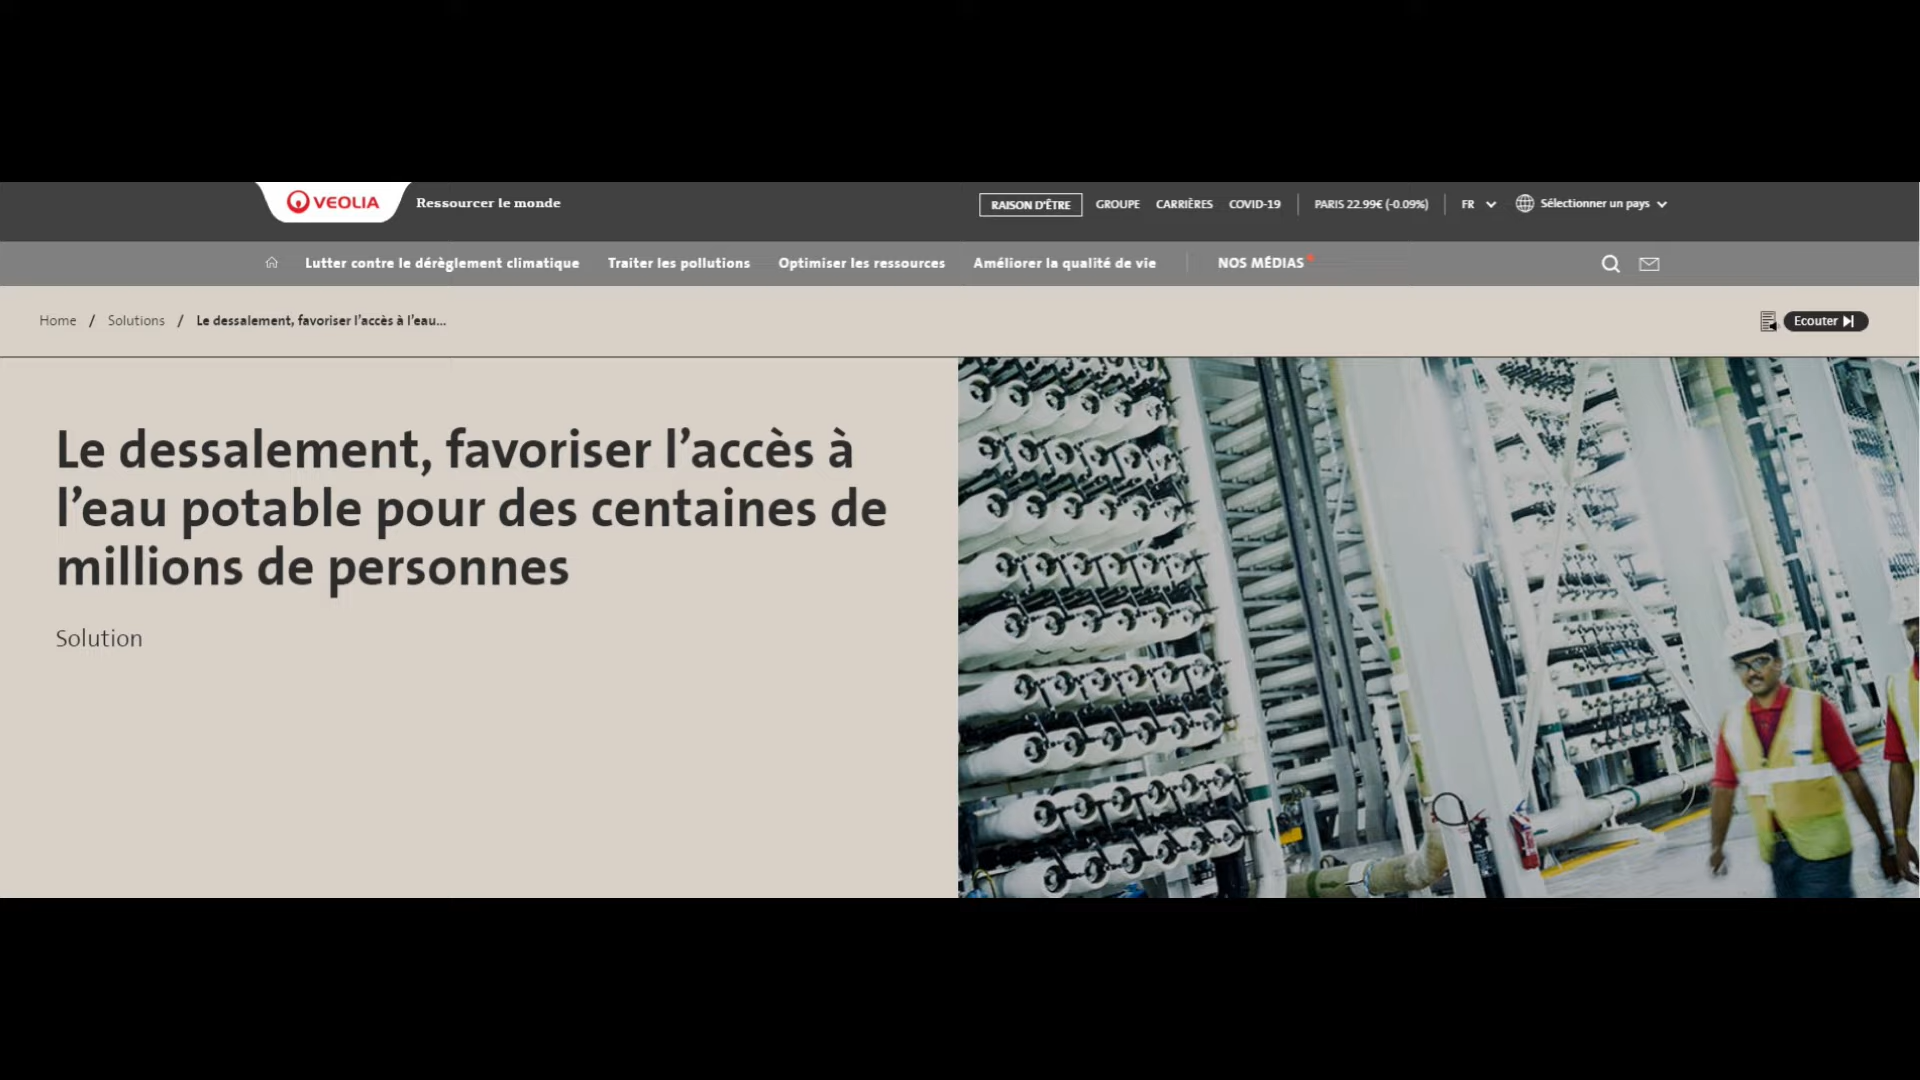 VEOLIA Ressourcer le monde
RAISON D'ÊTRE GROUPE CARRIÈRES COVID-19 PARIS 22.99€ (-0.09%) FR Sélectionner un pays
Lutter contre le dérèglement climatique Traiter les pollutions Optimiser les ressources Améliorer la qualité de vie NOS MÉDIAS
Home / Solutions / Le dessalement, favoriser l'accès à l'eau...
Ecouter
Le dessalement, favoriser l'accès à
l'eau potable pour des centaines de
millions de personnes
Solution